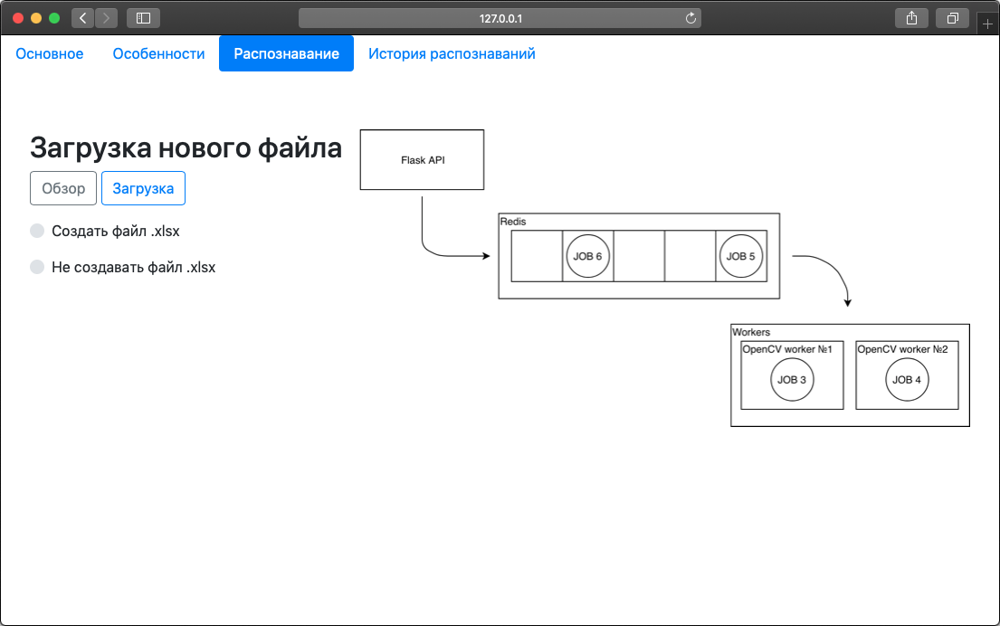 127.0.0.1
Основное Особенности Распознавание История распознаваний
Загрузка нового файла
Обзор Загрузка
Создать файл .xlsx
Не создавать файл .xlsx
Flask API
Redis
JOB 6 JOB 5
Workers
OpenCV worker №1 OpenCV worker №2
JOB 3 JOB 4